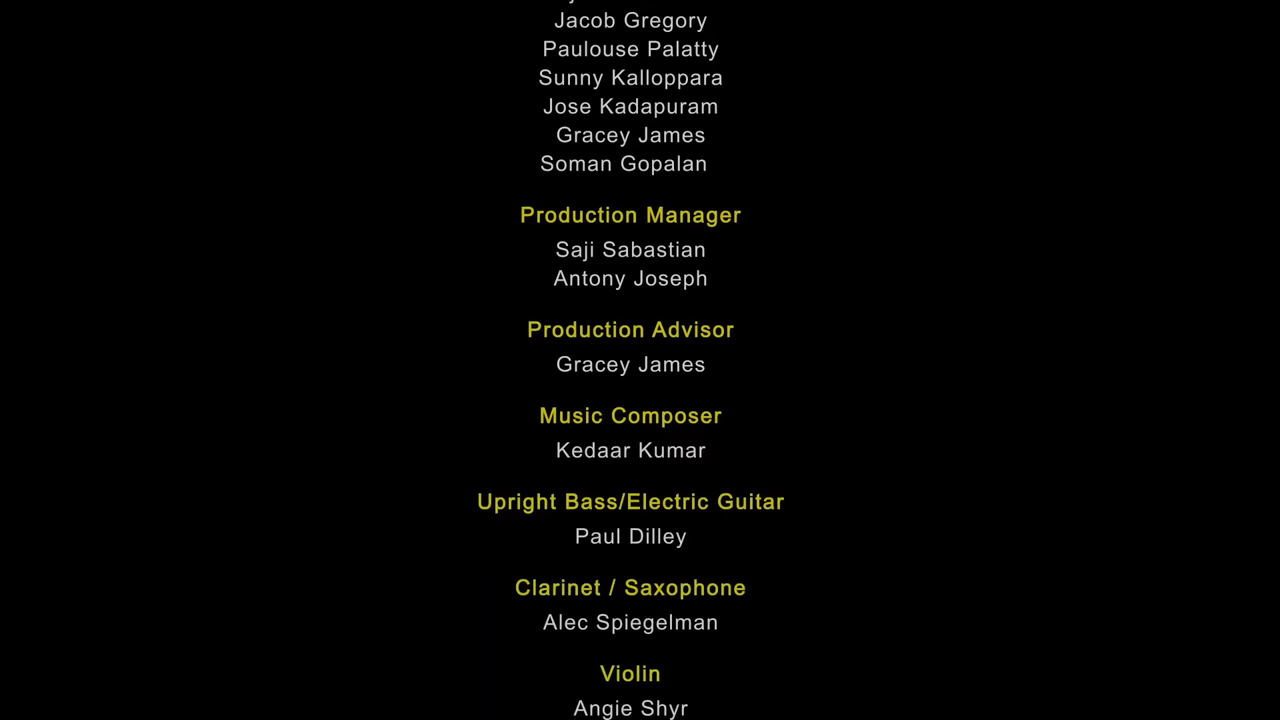 Jacob Gregory
Paulouse Palatty
Sunny Kalloppara
Jose Kadapuram
Gracey James
Soman Gopalan
Production Manager
Saji Sabastian
Antony Joseph
Production Advisor
Gracey James
Music Composer
Kedaar Kumar
Upright Bass/Electric Guitar
Paul Dilley
Clarinet / Saxophone
Alec Spiegelman
Violin
Angie Shyr